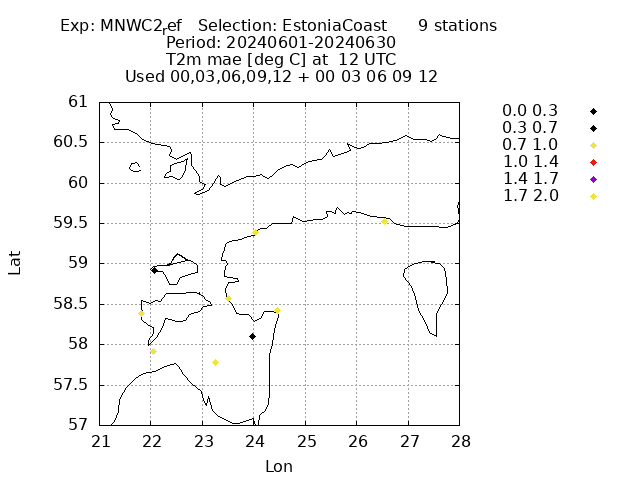 Exp: MNWC2ref   Selection: EstoniaCoast      9 stations
Period: 20240601-20240630
T2m mae [deg C] at  12 UTC
Used 00,03,06,09,12 + 00 03 06 09 12
61
60.5
60
59.5
59
58.5
58
57.5
57
Lat
21 22 23 24 25 26 27 28
Lon
0.0 0.3
0.3 0.7
0.7 1.0
1.0 1.4
1.4 1.7
1.7 2.0